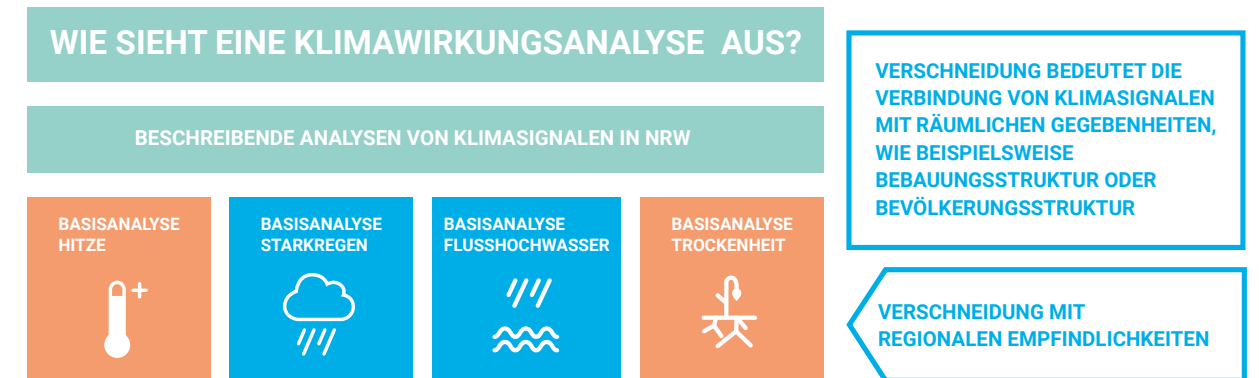 WIE SIEHT EINE KLIMAWIRKUNGSANALYSE AUS?
BESCHREIBENDE ANALYSEN VON KLIMASIGNALEN IN NRW
BASISANALYSE
HITZE
BASISANALYSE
STARKREGEN
BASISANALYSE
FLUSSHOCHWASSER
BASISANALYSE
TROCKENHEIT
VERSCHNEIDUNG BEDEUTET DIE
VERBINDUNG VON KLIMASIGNALEN
MIT RÄUMLICHEN GEGEBENHEITEN,
WIE BEISPIELSWEISE
BEBAUUNGSSTRUKTUR ODER
BEVÖLKERUNGSSTRUKTUR
VERSCHNEIDUNG MIT
REGIONALEN EMPFINDLICHKEITEN